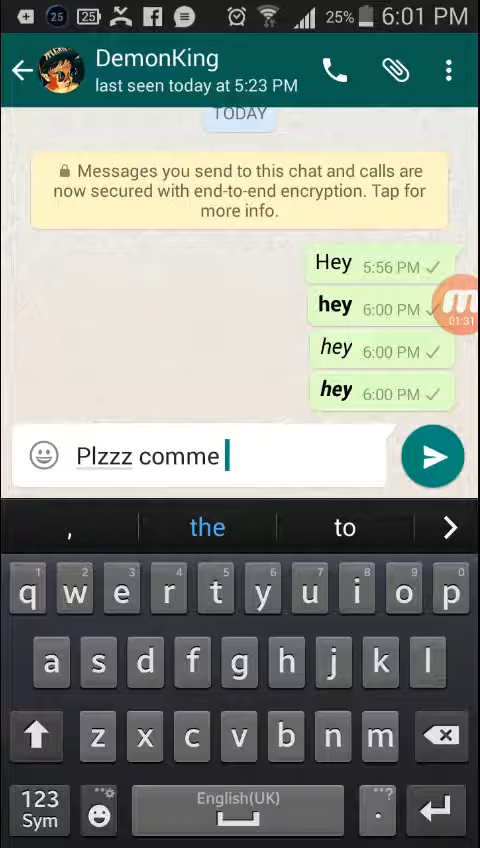 25 25 25% 6:01 PM
DemonKing
last seen today at 5:23 PM
TODAY
Messages you send to this chat and calls are
now secured with end-to-end encryption. Tap for
more info.
Hey 5:56 PM
hey 6:00 PM
01:31
hey 6:00 PM
hey 6:00 PM
Plzzz comme
, the to
1 2 3 4 5 6 7 8 9 0
q w e r t y u i o p
a s d f g h j k l
z x c v b n m
123
Sym
English(UK)
. ?